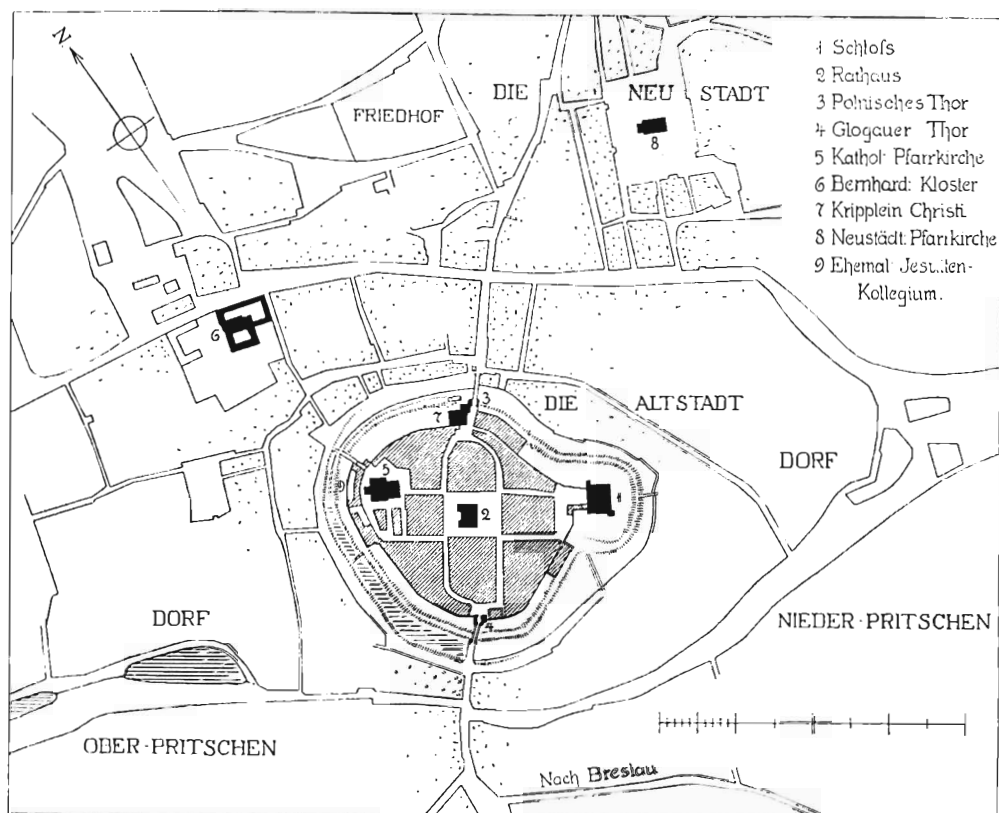 N
FRIEDHOF
DIE NEU STADT
8
1 Schloſs
2 Rathaus
3 Polnisches Thor
4 Glogauer Thor
5 Kathol. Pfarrkirche
6 Bernhard: Kloster
7 Kripplein Christi
8 Neustädt: Pfarrkirche
9 Ehemal. Jesuiten-
Kollegium.
6
3
7
DIE ALTSTADT
DORF
5
9
2
1
4
DORF
NIEDER-PRITSCHEN
OBER-PRITSCHEN
Nach Breslau